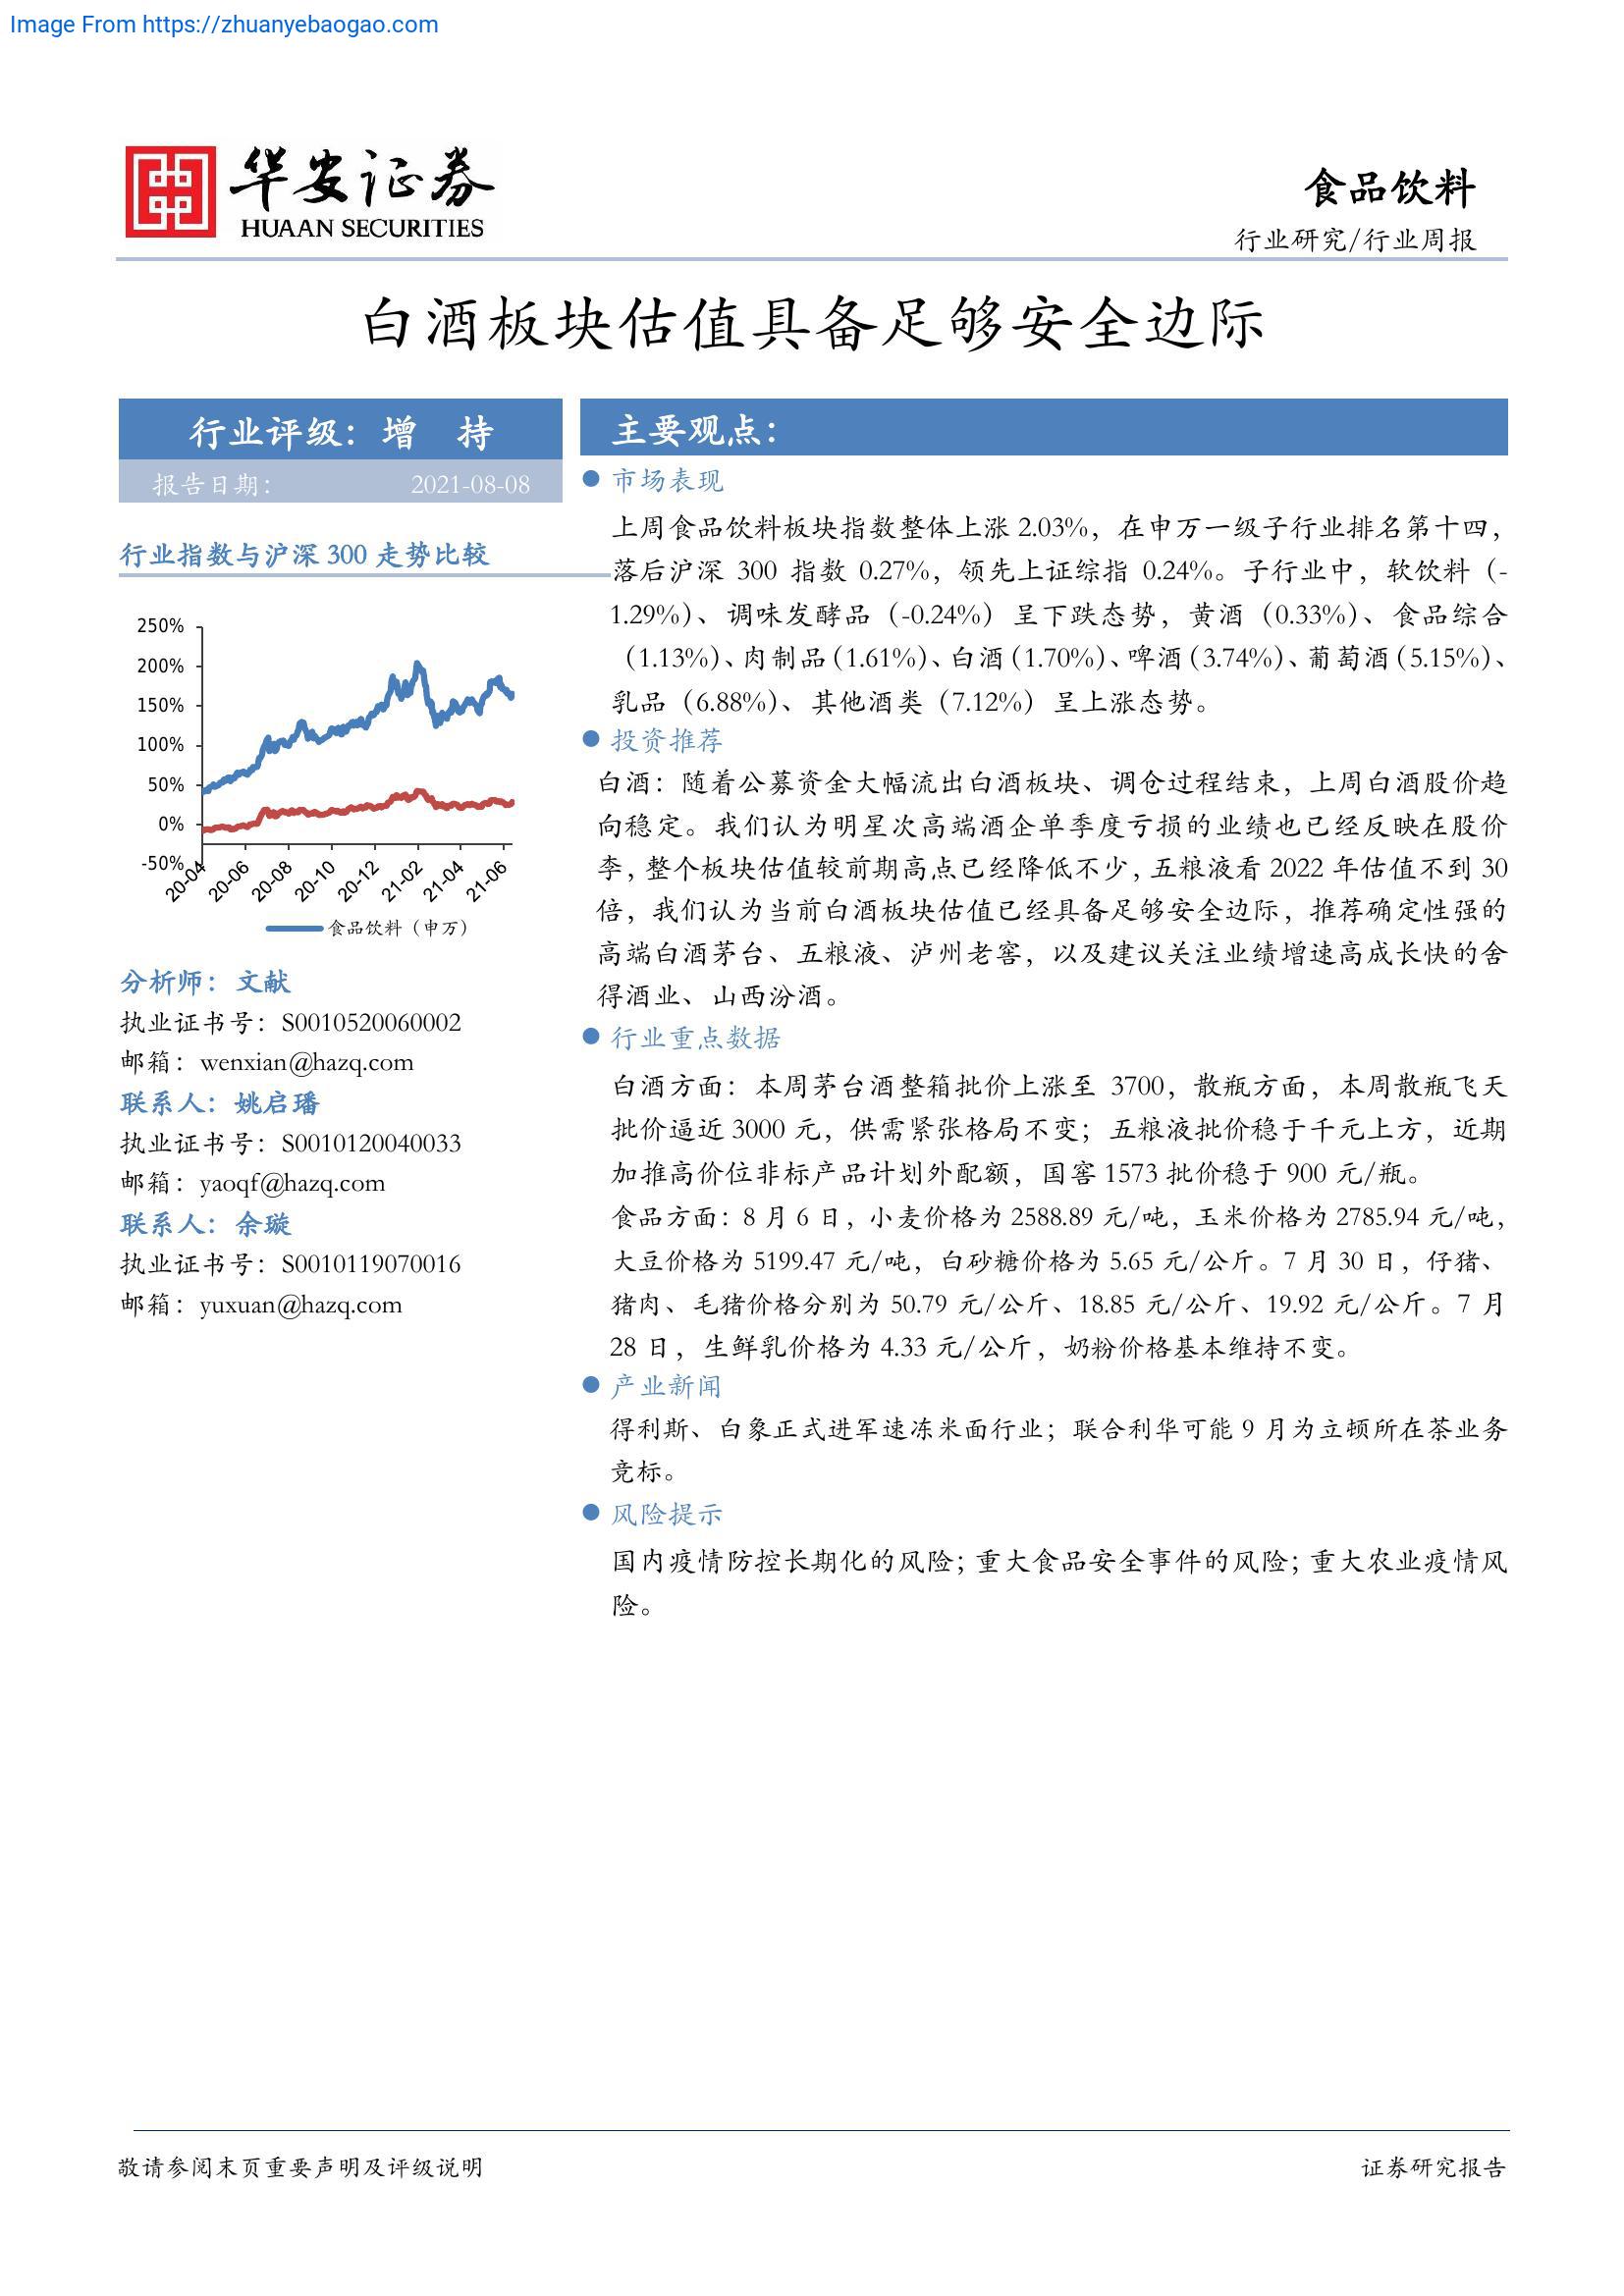 Image From https://zhuanyebaogao.com
华安证券
HUAAN SECURITIES
食品饮料
行业研究/行业周报
白酒板块估值具备足够安全边际
行业评级：增 持
报告日期： 2021-08-08
行业指数与沪深 300 走势比较
250%
200%
150%
100%
50%
0%
-50%
20-04 20-06 20-08 20-10 20-12 21-02 21-04 21-06
食品饮料（申万）
分析师：文献
执业证书号：S0010520060002
邮箱：wenxian@hazq.com
联系人：姚启璠
执业证书号：S0010120040033
邮箱：yaoqf@hazq.com
联系人：余璇
执业证书号：S0010119070016
邮箱：yuxuan@hazq.com
主要观点：
市场表现
上周食品饮料板块指数整体上涨 2.03%，在申万一级子行业排名第十四，
落后沪深 300 指数 0.27%，领先上证综指 0.24%。子行业中，软饮料（-
1.29%）、调味发酵品（-0.24%）呈下跌态势，黄酒（0.33%）、食品综合
（1.13%）、肉制品（1.61%）、白酒（1.70%）、啤酒（3.74%）、葡萄酒（5.15%）、
乳品（6.88%）、其他酒类（7.12%）呈上涨态势。
投资推荐
白酒：随着公募资金大幅流出白酒板块、调仓过程结束，上周白酒股价趋
向稳定。我们认为明星次高端酒企单季度亏损的业绩也已经反映在股价
李，整个板块估值较前期高点已经降低不少，五粮液看 2022 年估值不到 30
倍，我们认为当前白酒板块估值已经具备足够安全边际，推荐确定性强的
高端白酒茅台、五粮液、泸州老窖，以及建议关注业绩增速高成长快的舍
得酒业、山西汾酒。
行业重点数据
白酒方面：本周茅台酒整箱批价上涨至 3700，散瓶方面，本周散瓶飞天
批价逼近 3000 元，供需紧张格局不变；五粮液批价稳于千元上方，近期
加推高价位非标产品计划外配额，国窖 1573 批价稳于 900 元/瓶。
食品方面：8 月 6 日，小麦价格为 2588.89 元/吨，玉米价格为 2785.94 元/吨，
大豆价格为 5199.47 元/吨，白砂糖价格为 5.65 元/公斤。7 月 30 日，仔猪、
猪肉、毛猪价格分别为 50.79 元/公斤、18.85 元/公斤、19.92 元/公斤。7 月
28 日，生鲜乳价格为 4.33 元/公斤，奶粉价格基本维持不变。
产业新闻
得利斯、白象正式进军速冻米面行业；联合利华可能 9 月为立顿所在茶业务
竞标。
风险提示
国内疫情防控长期化的风险；重大食品安全事件的风险；重大农业疫情风
险。
敬请参阅末页重要声明及评级说明
证券研究报告